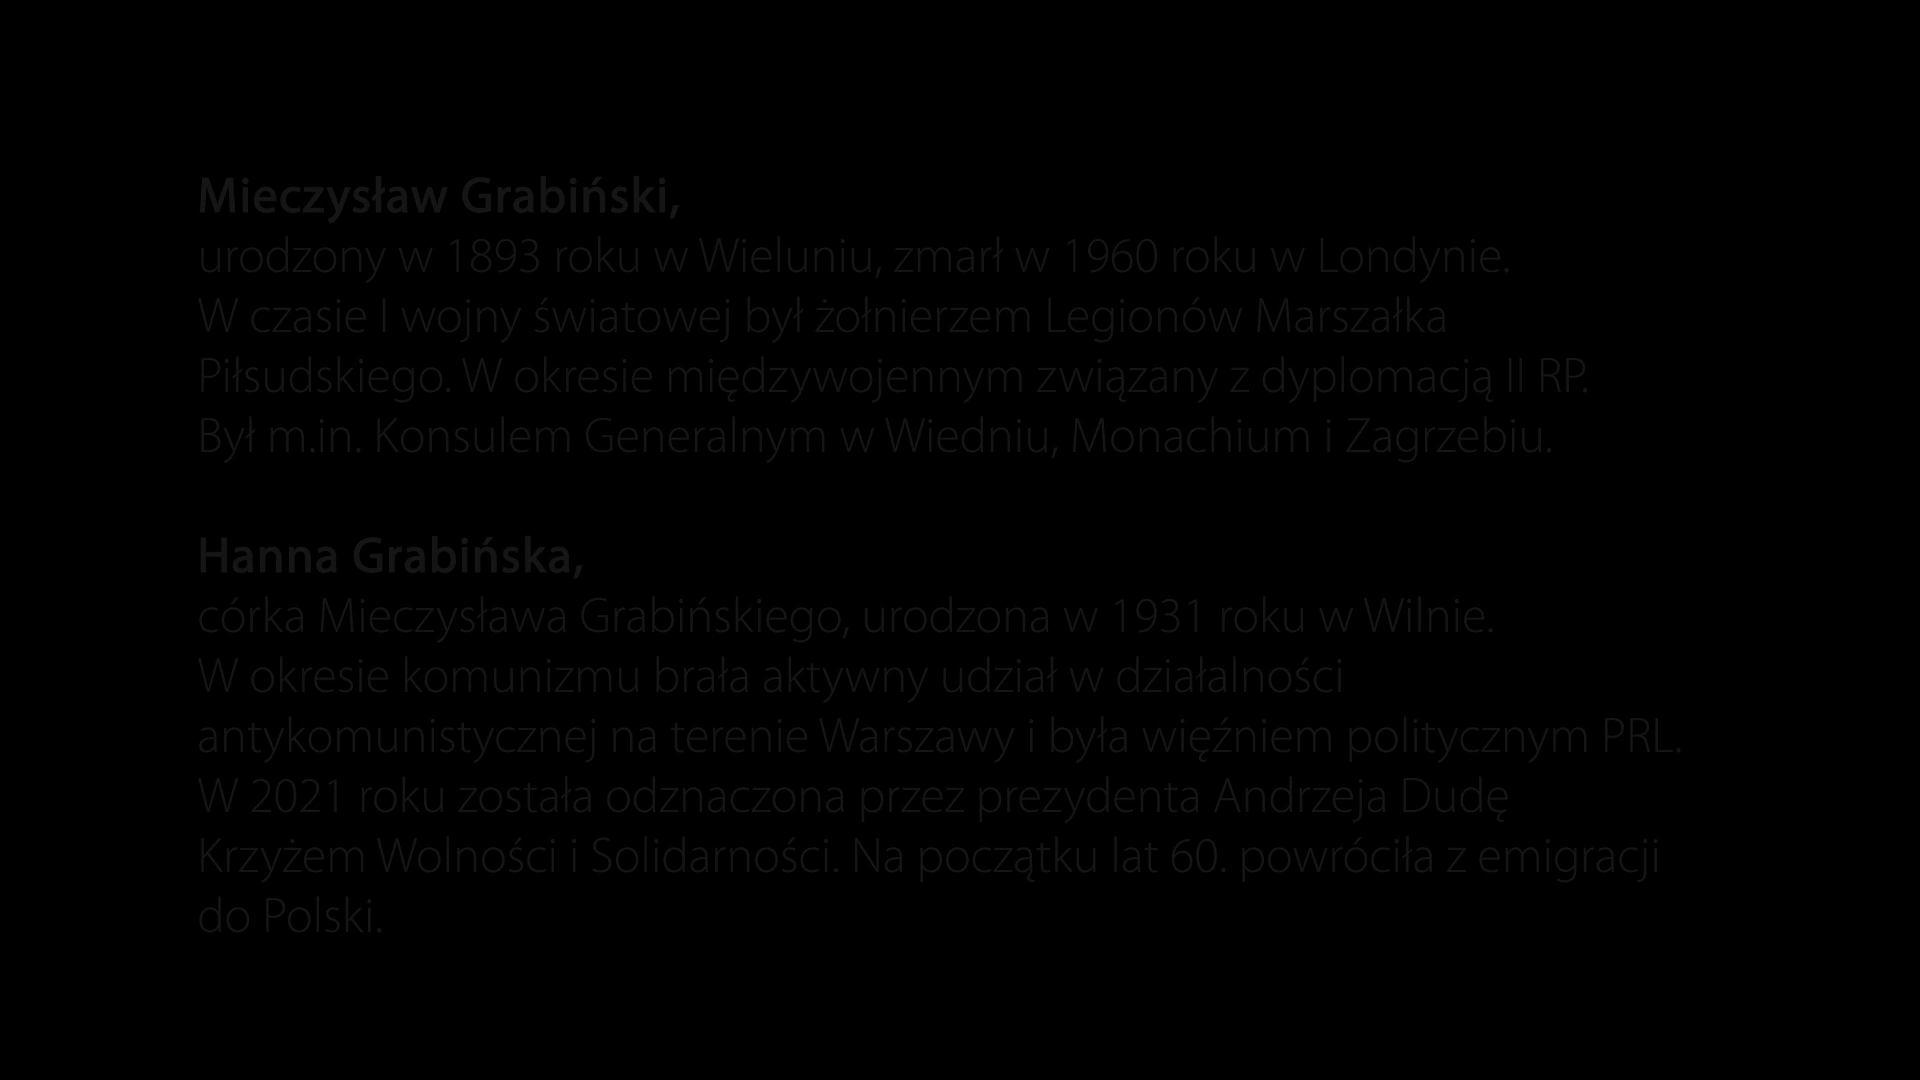 Mieczysław Grabiński,
urodzony w 1893 roku w Wieluniu, zmarł w 1960 roku w Londynie.
W czasie I wojny światowej był żołnierzem Legionów Marszałka
Piłsudskiego. W okresie międzywojennym związany z dyplomacją II RP.
Był m.in. Konsulem Generalnym w Wiedniu, Monachium i Zagrzebiu.
Hanna Grabińska,
córka Mieczysława Grabińskiego, urodzona w 1931 roku w Wilnie.
W okresie komunizmu brała aktywny udział w działalności
antykomunistycznej na terenie Warszawy i była więźniem politycznym PRL.
W 2021 roku została odznaczona przez prezydenta Andrzeja Dudę
Krzyżem Wolności i Solidarności. Na początku lat 60. powróciła z emigracji
do Polski.